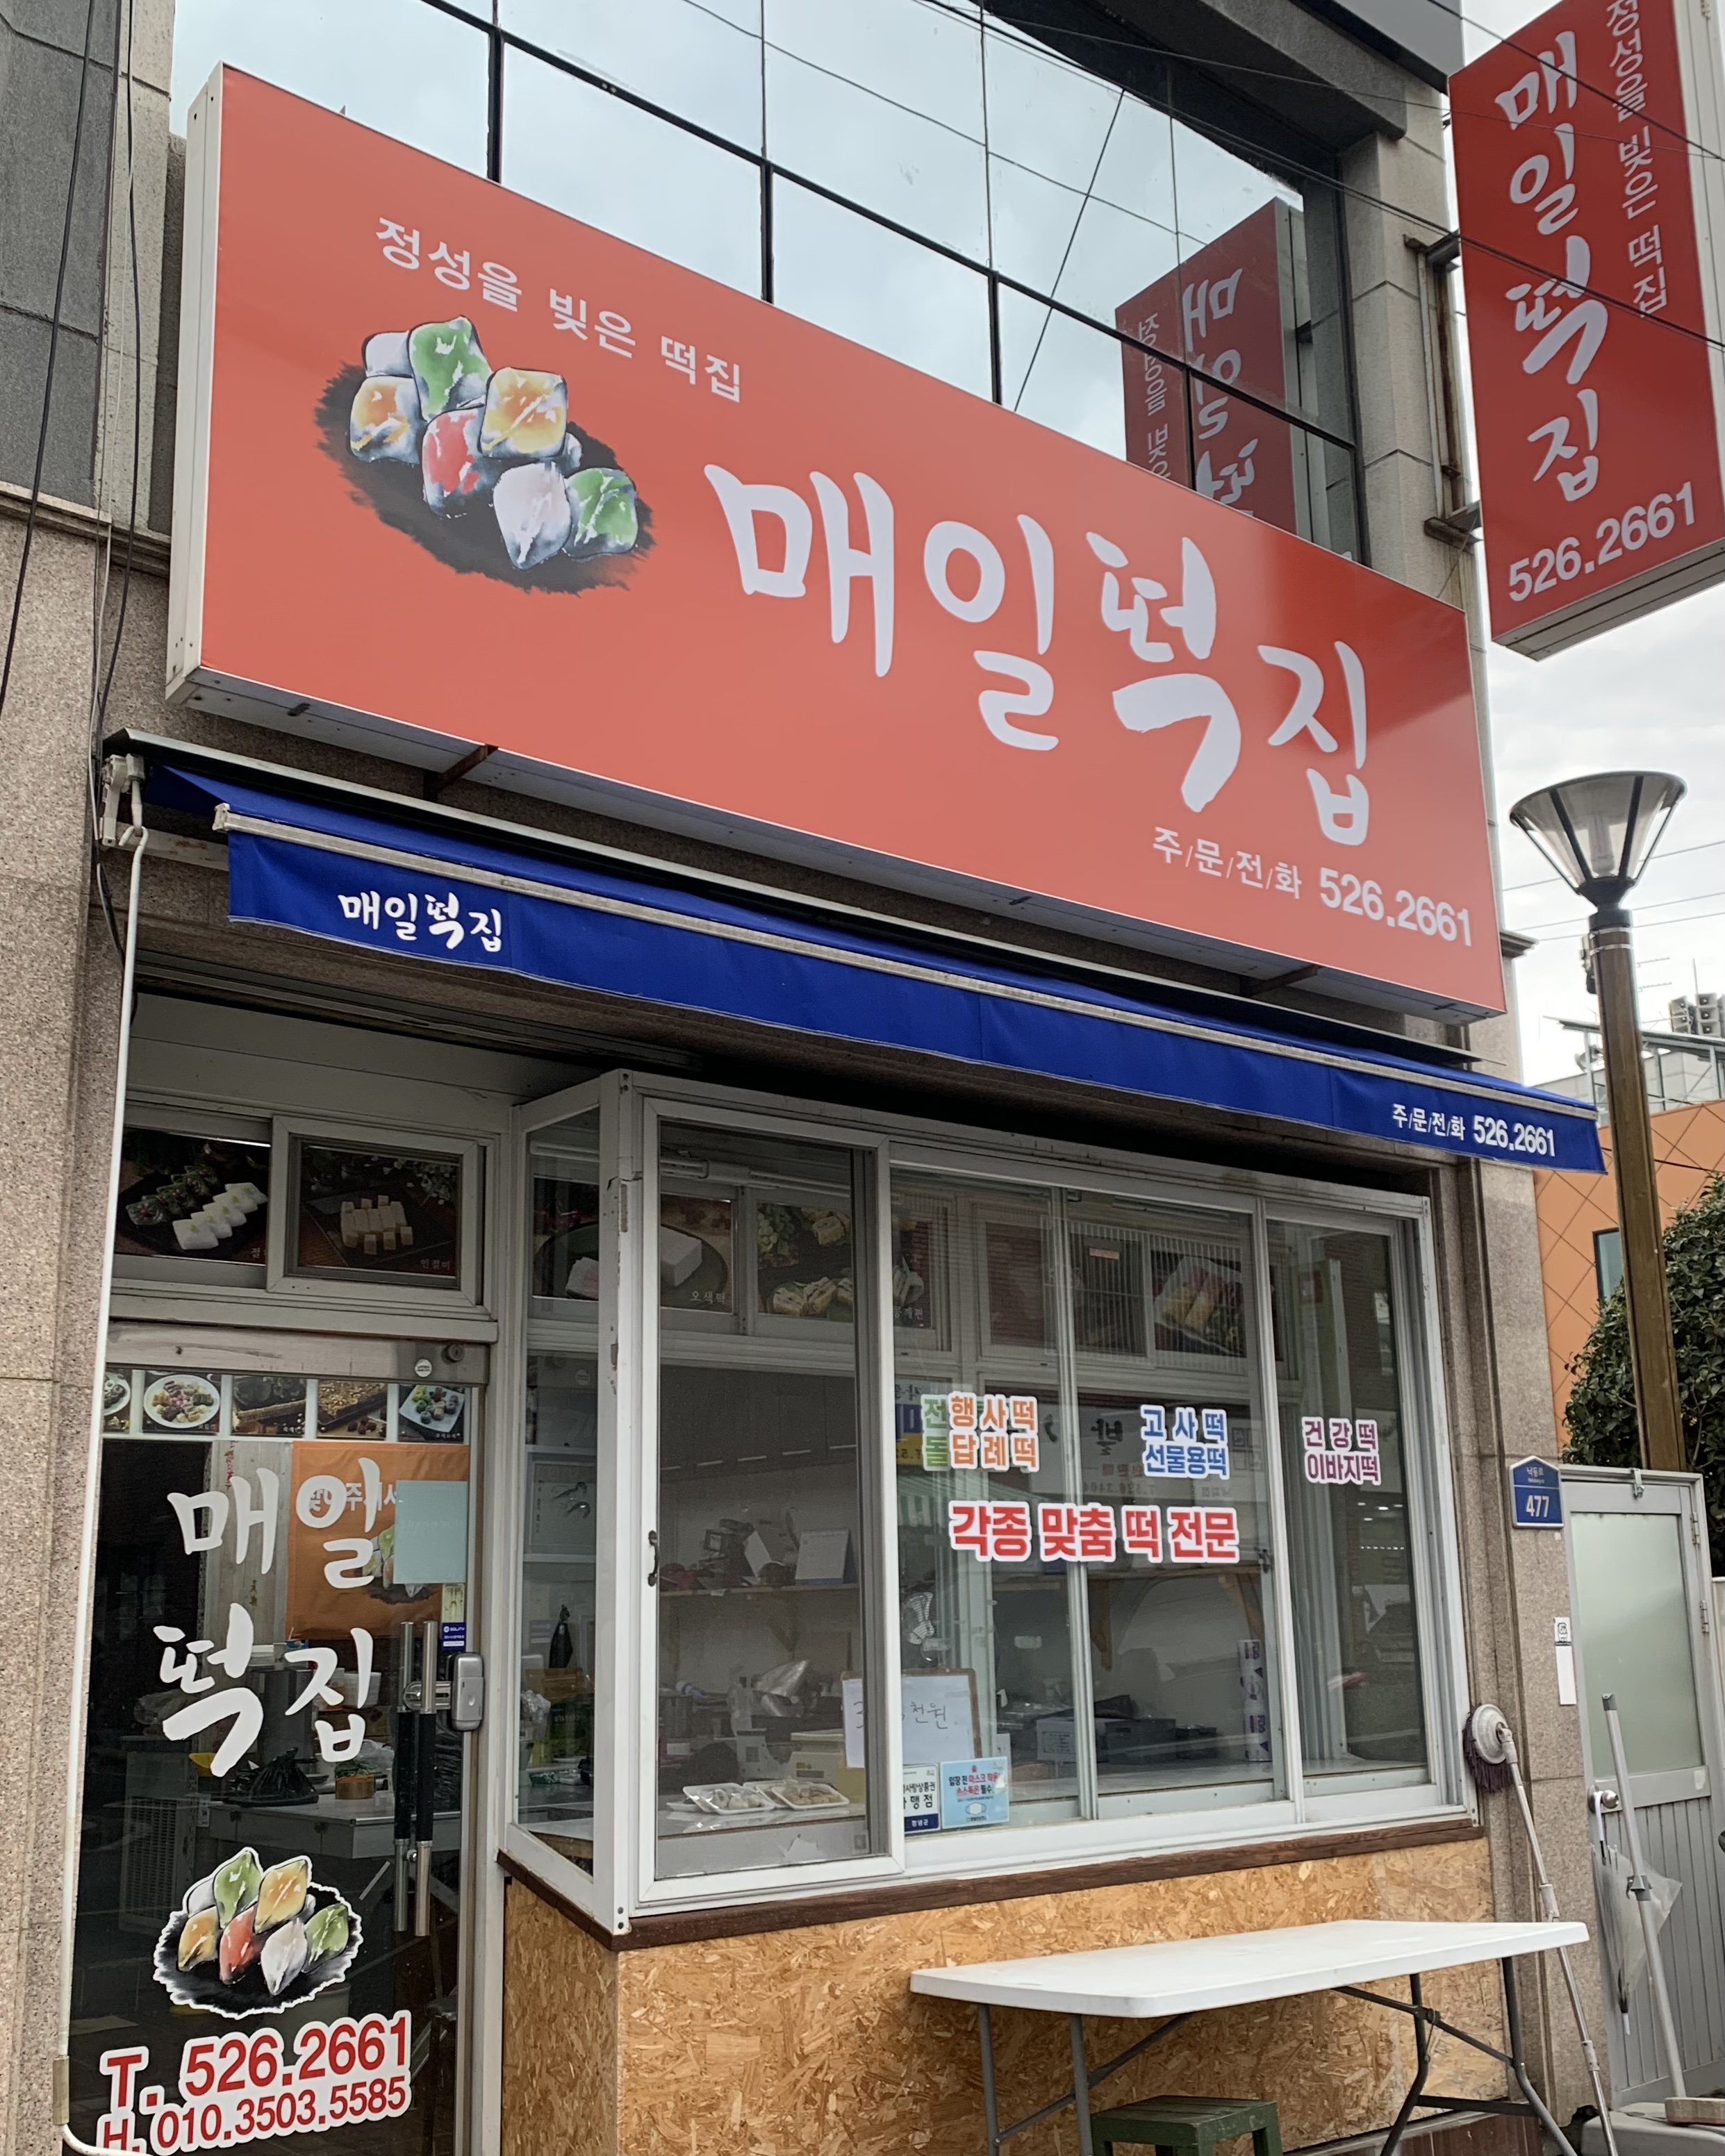 정성을 빚은 떡집
매일떡집
주/문/전/화 526.2661
정성을 빚은 떡집
매일떡집
526.2661
매일떡집
주/문/전/화 526.2661
오색떡
전행사떡
돌답례떡
고사떡
선물용떡
건강떡
이바지떡
각종 맞춤 떡 전문
477
매일
떡집
천원
T. 526.2661
H. 010.3503.5585